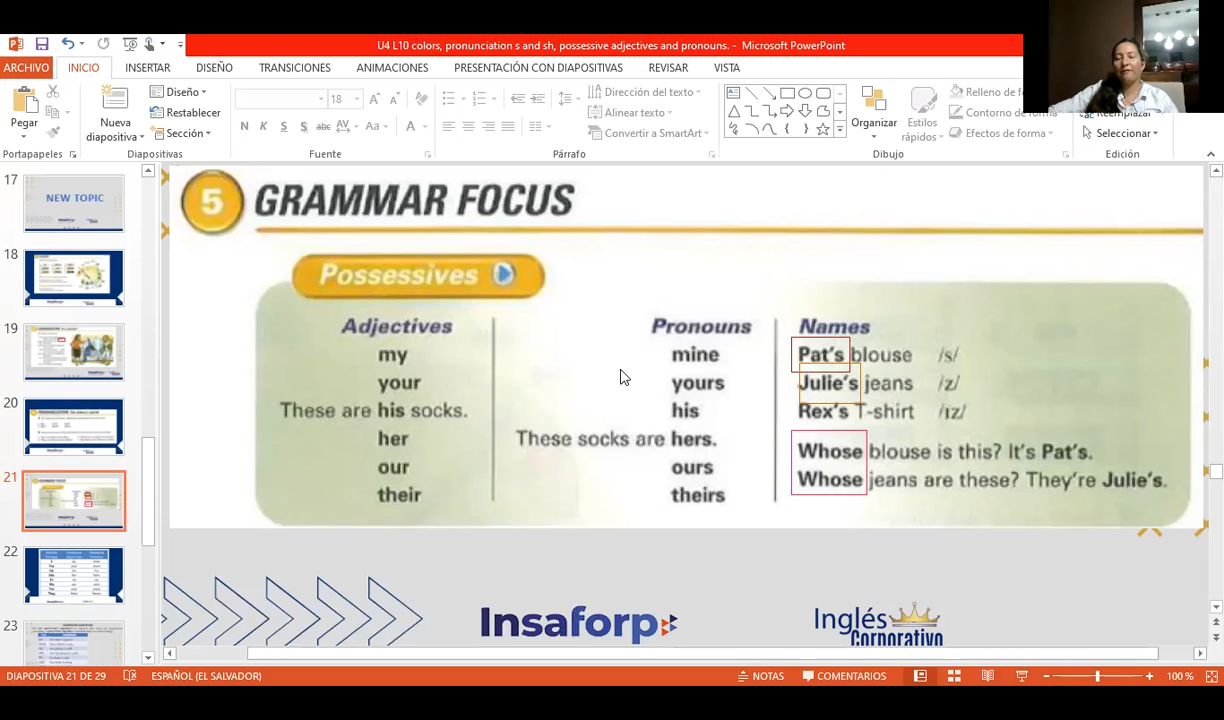 U4 L10 colors, pronunciation s and sh, possessive adjectives and pronouns. - Microsoft PowerPoint
ARCHIVO INICIO INSERTAR DISEÑO TRANSICIONES ANIMACIONES PRESENTACIÓN CON DIAPOSITIVAS REVISAR VISTA
Pegar
Nueva diapositiva
Diseño
Restablecer
Sección
18
N K S S abc AV Aa A
Dirección del texto
Alinear texto
Convertir a SmartArt
Organizar
Estilos rápidos
Relleno de
Contorno de forma
Efectos de forma
Reemplazar
Seleccionar
Portapapeles Diapositivas Fuente Párrafo Dibujo Edición
17
NEW TOPIC
18
19
20
21
22
23
5 GRAMMAR FOCUS
Possessives
Adjectives
my
your
These are his socks.
her
our
their
Pronouns
mine
yours
his
These socks are hers.
ours
theirs
Names
Pat's blouse /s/
Julie's jeans /z/
Rex's T-shirt /ɪz/
Whose blouse is this? It's Pat's.
Whose jeans are these? They're Julie's.
Insaforp
Inglés
Corporativo
DIAPOSITIVA 21 DE 29 ESPAÑOL (EL SALVADOR) NOTAS COMENTARIOS 100 %